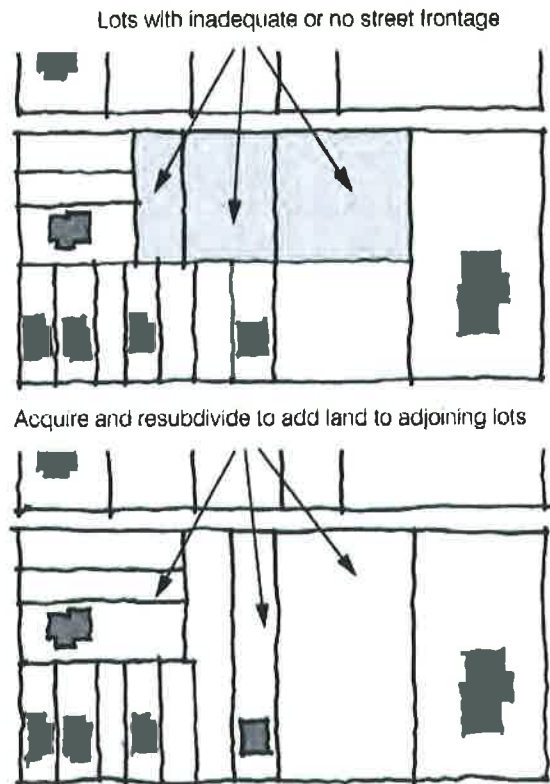 Lots with inadequate or no street frontage
Acquire and resubdivide to add land to adjoining lots